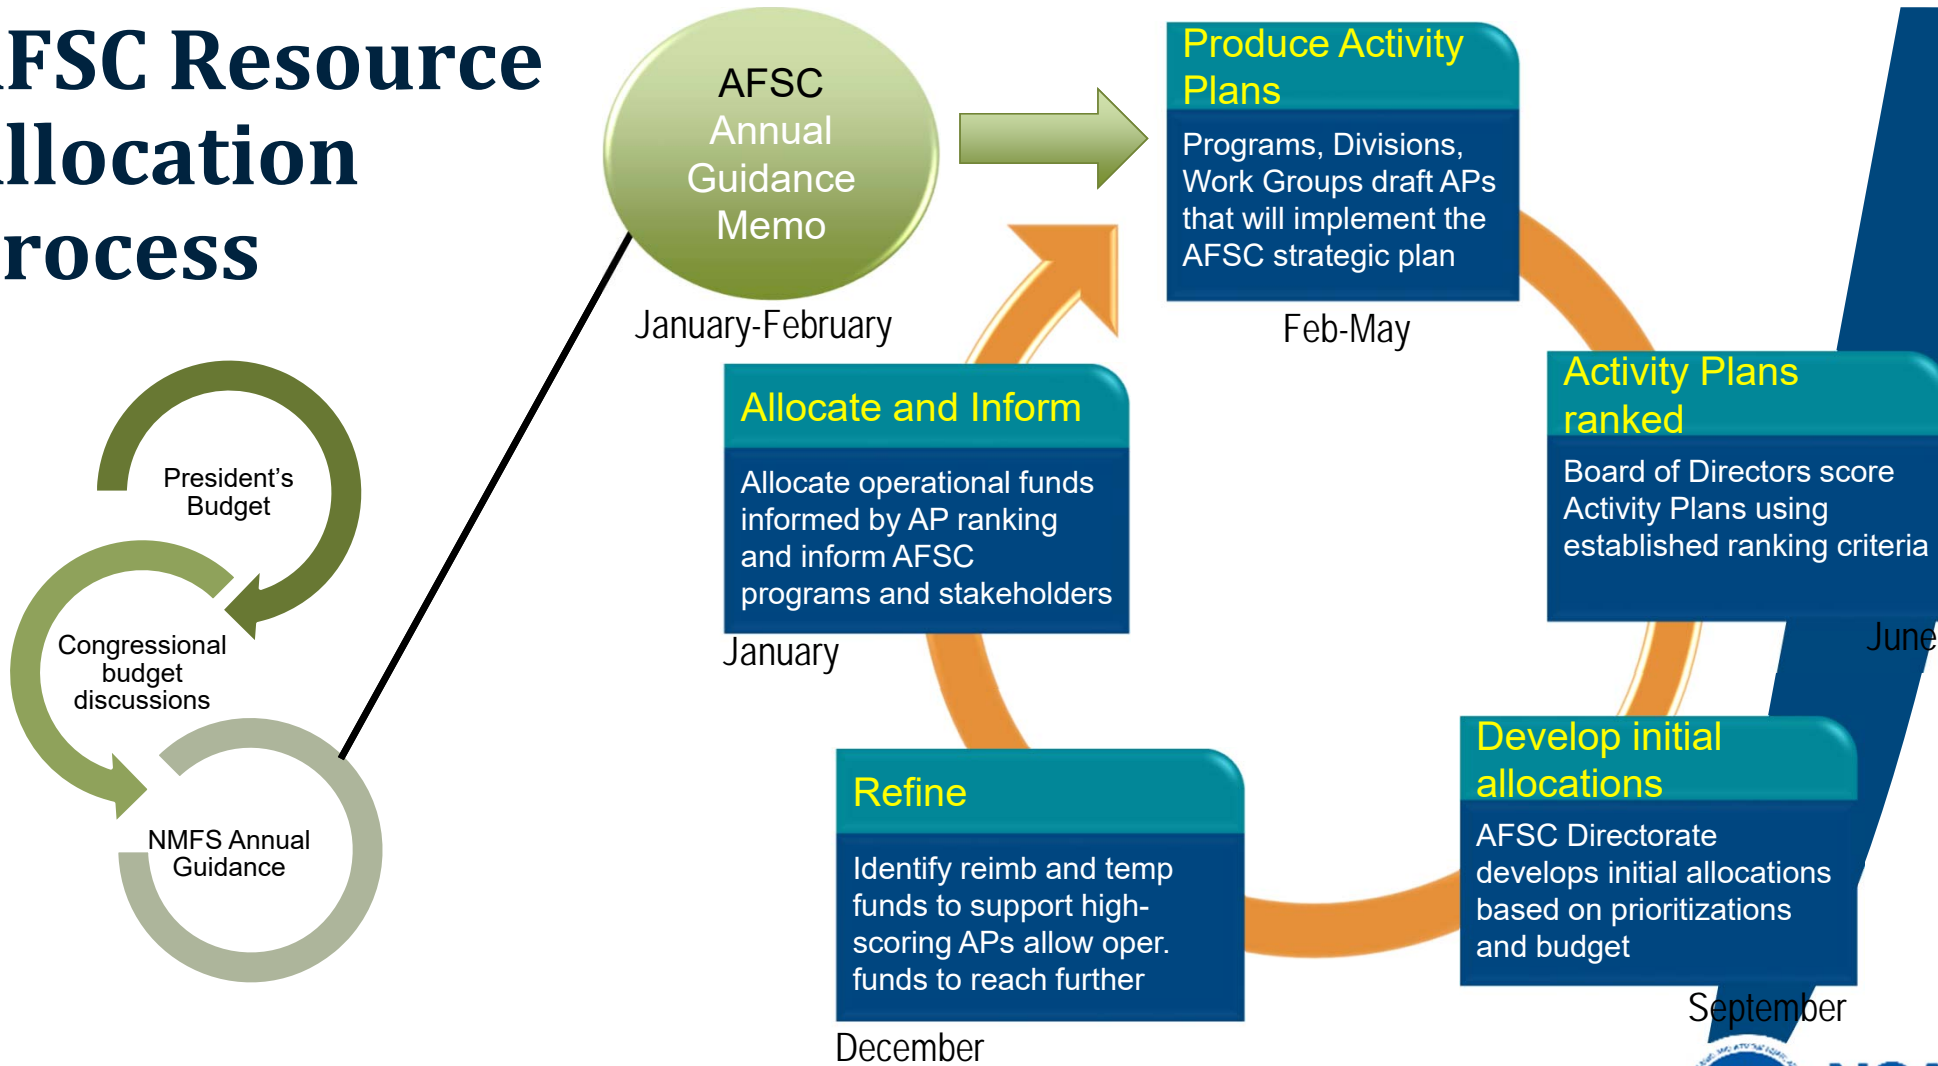 FSC Resource
llocation
rocess
AFSC
Annual
Guidance
Memo
January-February
Produce Activity
Plans
Programs, Divisions,
Work Groups draft APs
that will implement the
AFSC strategic plan
Feb-May
Activity Plans
ranked
Board of Directors score
Activity Plans using
established ranking criteria
June
Develop initial
allocations
AFSC Directorate
develops initial allocations
based on prioritizations
and budget
September
Refine
Identify reimb and temp
funds to support high-
scoring APs allow oper.
funds to reach further
December
Allocate and Inform
Allocate operational funds
informed by AP ranking
and inform AFSC
programs and stakeholders
January
President's
Budget
Congressional
budget
discussions
NMFS Annual
Guidance